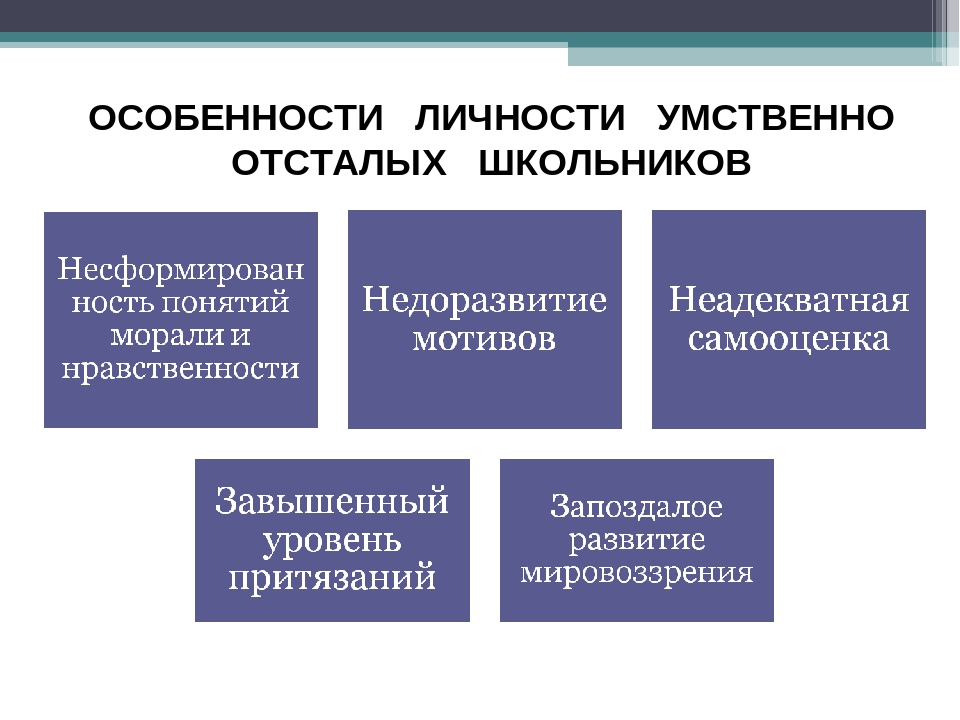 ОСОБЕННОСТИ ЛИЧНОСТИ УМСТВЕННО
ОТСТАЛЫХ ШКОЛЬНИКОВ
Несформирован
ность понятий
морали и
нравственности
Недоразвитие
мотивов
Неадекватная
самооценка
Завышенный
уровень
притязаний
Запоздалое
развитие
мировоззрения